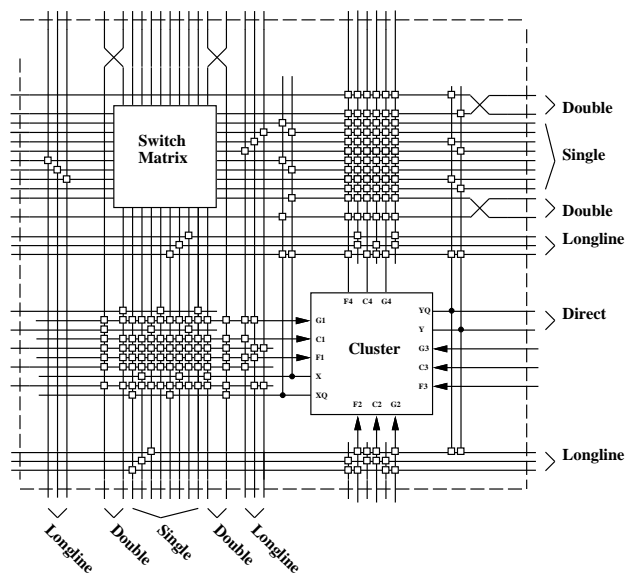 Switch
Matrix
Double
Single
Double
Longline
F4 C4 G4
G1
C1
F1
X
XQ
Cluster
YQ
Y
G3
C3
F3
F2 C2 G2
Direct
Longline
Longline
Double
Single
Double
Longline